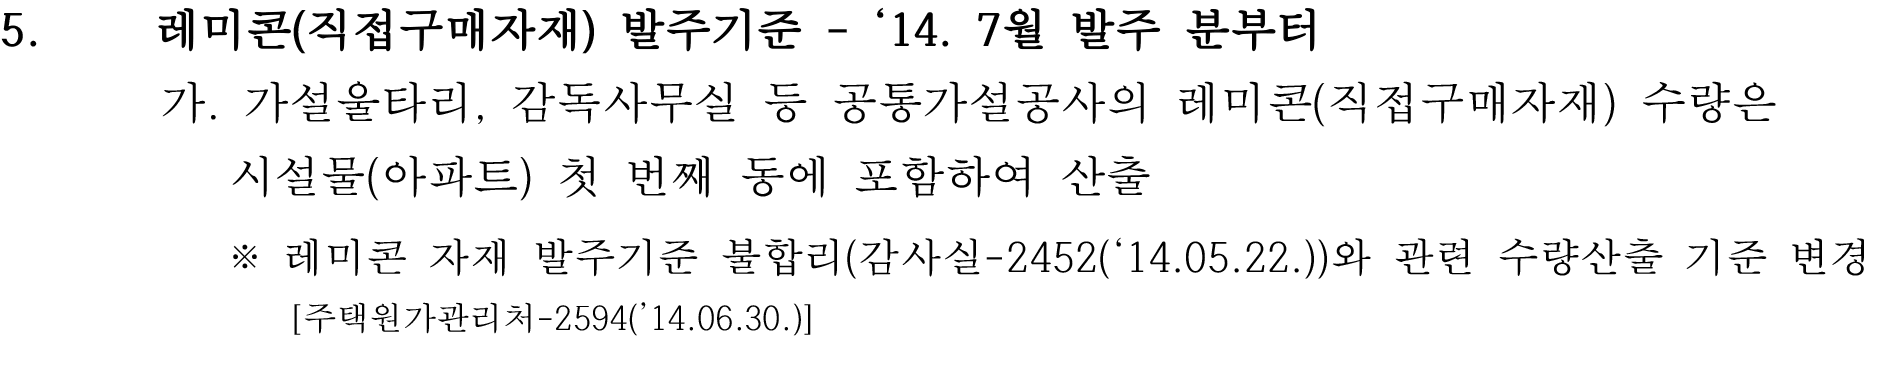 5. 레미콘(직접구매자재) 발주기준 - ‘14. 7월 발주 분부터
가. 가설울타리, 감독사무실 등 공통가설공사의 레미콘(직접구매자재) 수량은
시설물(아파트) 첫 번째 동에 포함하여 산출
※ 레미콘 자재 발주기준 불합리(감사실-2452(‘14.05.22.))와 관련 수량산출 기준 변경
[주택원가관리처-2594(’14.06.30.)]